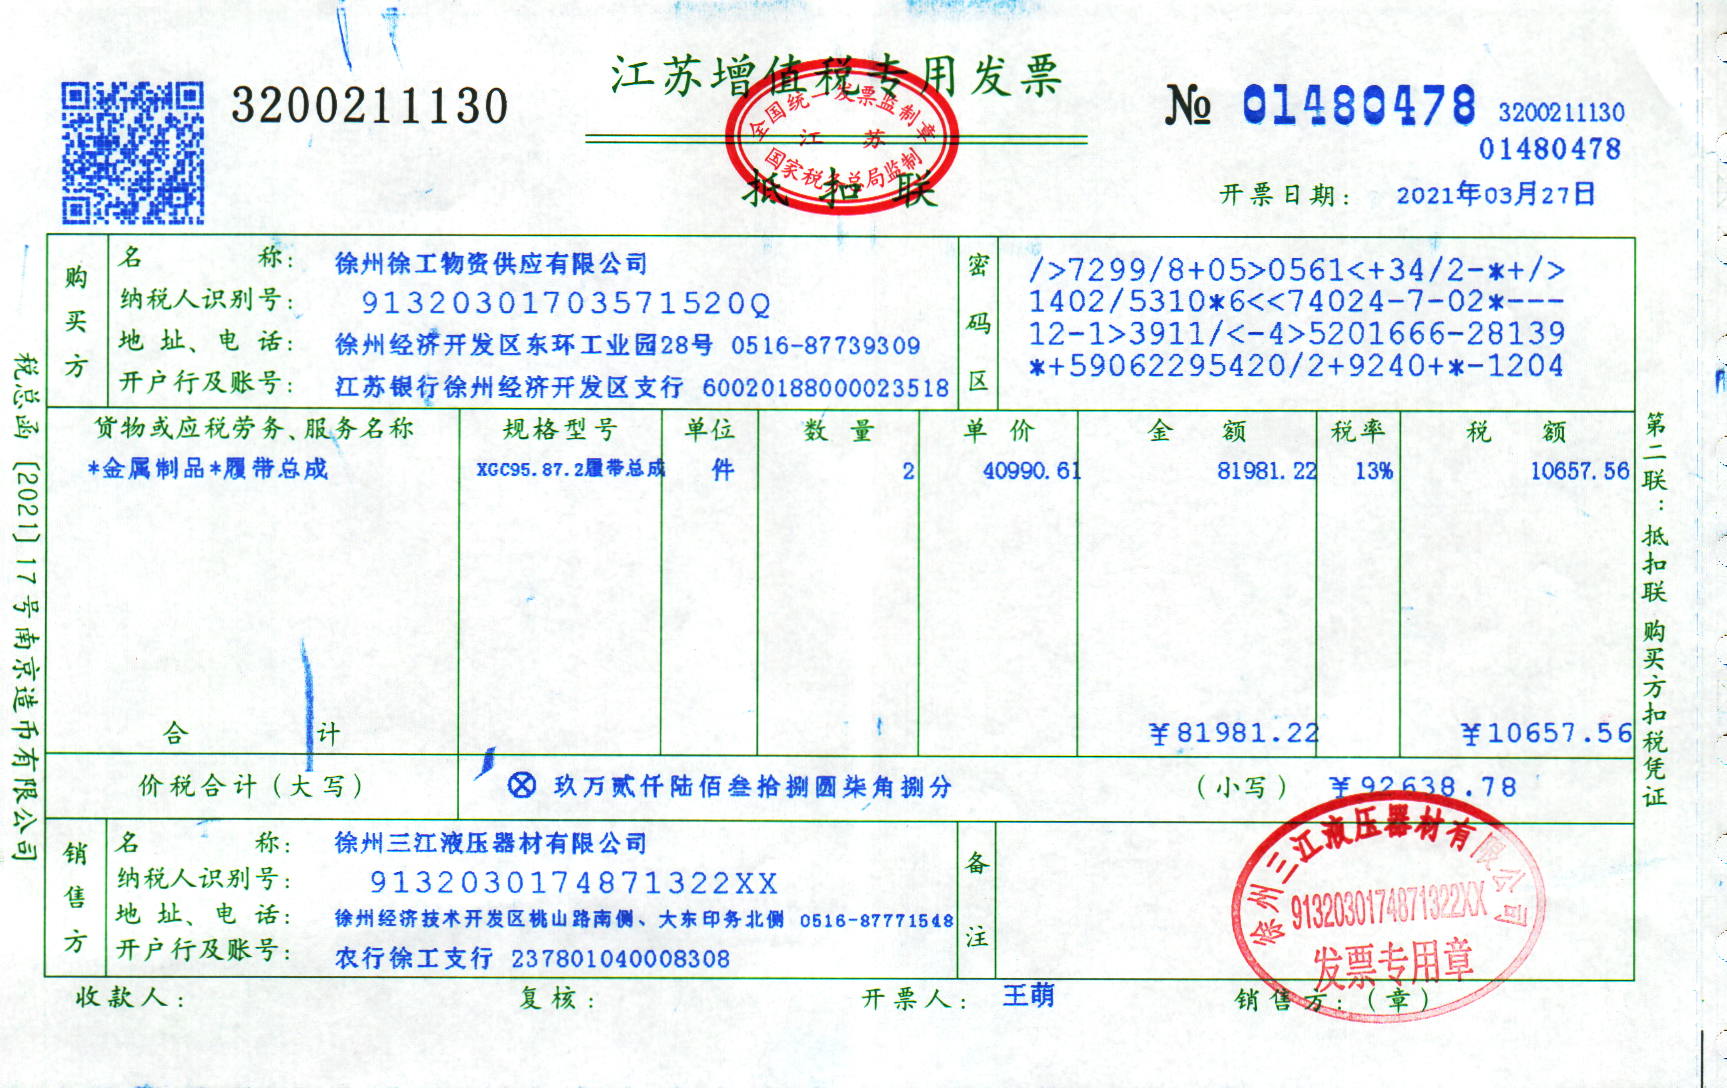 江苏增值税专用发票
3200211130
№ 01480478
3200211130
01480478
全国统一发票监制章
江苏
国家税务总局监制
抵扣联
开票日期: 2021年03月27日
购买方
名称: 徐州徐工物资供应有限公司
纳税人识别号: 91320301703571520Q
地址、电话: 徐州经济开发区东环工业园28号 0516-87739309
开户行及账号: 江苏银行徐州经济开发区支行 60020188000023518
密码区
/>7299/8+05>0561<+34/2-*+/>
1402/5310*6<<74024-7-02*---
12-1>3911/<-4>5201666-28139
*+59062295420/2+9240+*-1204
货物或应税劳务、服务名称 规格型号 单位 数量 单价 金额 税率 税额
*金属制品*履带总成 XGC95.87.2履带总成 件 2 40990.61 81981.22 13% 10657.56
合计 ¥81981.22 ¥10657.56
价税合计(大写) ⊗玖万贰仟陆佰叁拾捌圆柒角捌分 (小写) ¥92638.78
销售方
名称: 徐州三江液压器材有限公司
纳税人识别号: 9132030174871322XX
地址、电话: 徐州经济技术开发区桃山路南侧、大东印务北侧 0516-87771548
开户行及账号: 农行徐工支行 237801040008308
备注
徐州三江液压器材有限公司
9132030174871322XX
发票专用章
收款人: 复核: 开票人: 王萌 销售方:(章)
税总函〔2021〕17号南京造币有限公司
第二联:抵扣联 购买方扣税凭证